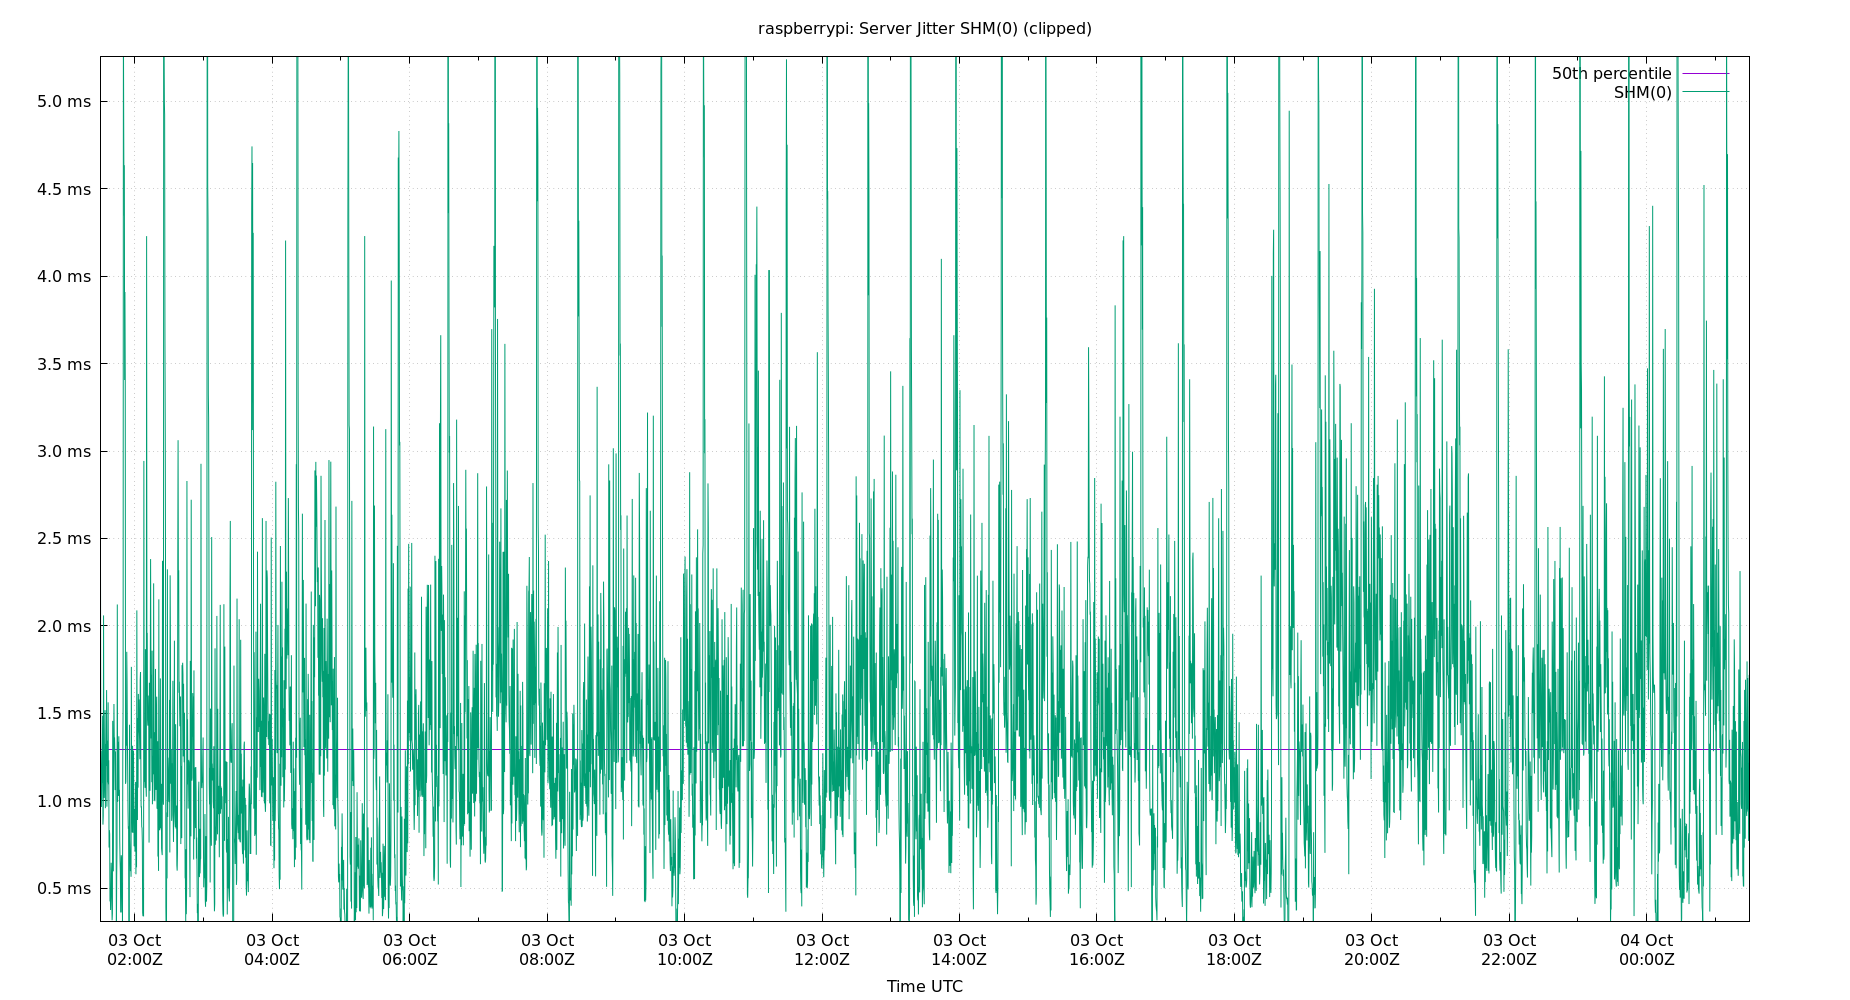 raspberrypi: Server Jitter SHM(0) (clipped)
50th percentile
SHM(0)
5.0 ms
4.5 ms
4.0 ms
3.5 ms
3.0 ms
2.5 ms
2.0 ms
1.5 ms
1.0 ms
0.5 ms
03 Oct 03 Oct 03 Oct 03 Oct 03 Oct 03 Oct 03 Oct 03 Oct 03 Oct 03 Oct 03 Oct 04 Oct
02:00Z 04:00Z 06:00Z 08:00Z 10:00Z 12:00Z 14:00Z 16:00Z 18:00Z 20:00Z 22:00Z 00:00Z
Time UTC